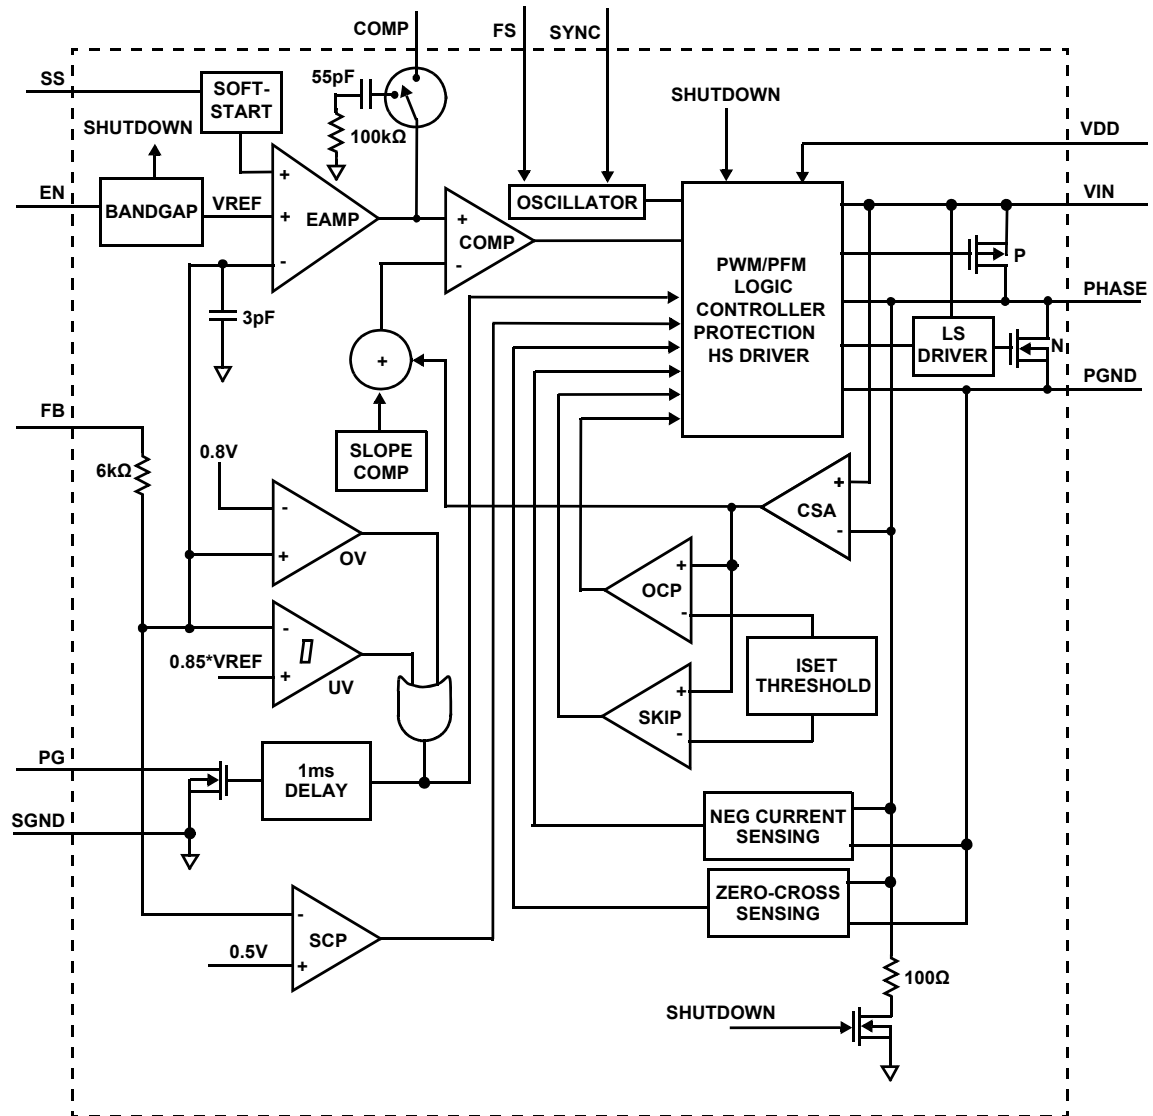 COMP
FS
SYNC
SS
SOFT-
START
55pF
100kΩ
SHUTDOWN
SHUTDOWN
VDD
EN
BANDGAP
VREF
+
+
-
EAMP
+
-
COMP
OSCILLATOR
VIN
PWM/PFM
LOGIC
CONTROLLER
PROTECTION
HS DRIVER
P
PHASE
3pF
LS
DRIVER
N
+
PGND
FB
SLOPE
COMP
6kΩ
0.8V
-
+
OV
+
-
CSA
+
-
OCP
-
+
UV
0.85*VREF
ISET
THRESHOLD
+
-
SKIP
PG
1ms
DELAY
SGND
NEG CURRENT
SENSING
ZERO-CROSS
SENSING
-
+
SCP
0.5V
100Ω
SHUTDOWN